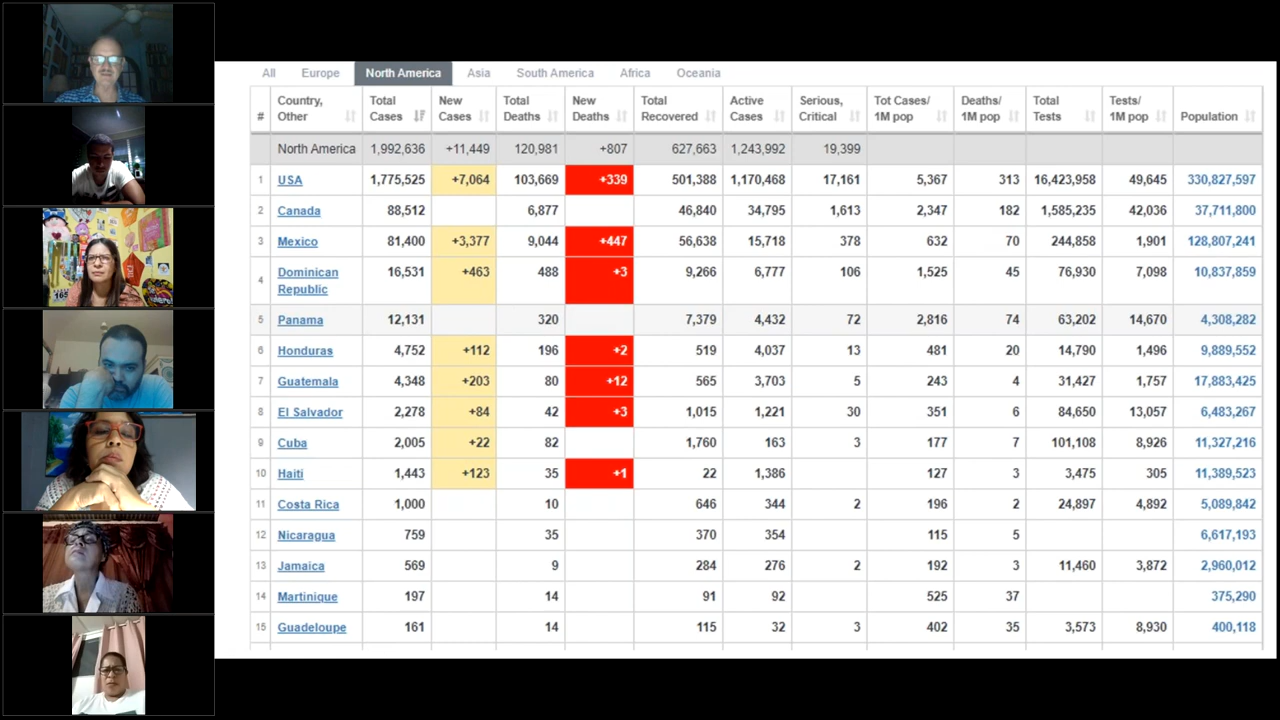 All Europe North America Asia South America Africa Oceania
# Country, Other Total Cases New Cases Total Deaths New Deaths Total Recovered Active Cases Serious, Critical Tot Cases/ 1M pop Deaths/ 1M pop Total Tests Tests/ 1M pop Population
North America 1,992,636 +11,449 120,981 +807 627,663 1,243,992 19,399
1 USA 1,775,525 +7,064 103,669 +339 501,388 1,170,468 17,161 5,367 313 16,423,958 49,645 330,827,597
2 Canada 88,512 6,877 46,840 34,795 1,613 2,347 182 1,585,235 42,036 37,711,800
3 Mexico 81,400 +3,377 9,044 +447 56,638 15,718 378 632 70 244,858 1,901 128,807,241
4 Dominican Republic 16,531 +463 488 +3 9,266 6,777 106 1,525 45 76,930 7,098 10,837,859
5 Panama 12,131 320 7,379 4,432 72 2,816 74 63,202 14,670 4,308,282
6 Honduras 4,752 +112 196 +2 519 4,037 13 481 20 14,790 1,496 9,889,552
7 Guatemala 4,348 +203 80 +12 565 3,703 5 243 4 31,427 1,757 17,883,425
8 El Salvador 2,278 +84 42 +3 1,015 1,221 30 351 6 84,650 13,057 6,483,267
9 Cuba 2,005 +22 82 1,760 163 3 177 7 101,108 8,926 11,327,216
10 Haiti 1,443 +123 35 +1 22 1,386 127 3 3,475 305 11,389,523
11 Costa Rica 1,000 10 646 344 2 196 2 24,897 4,892 5,089,842
12 Nicaragua 759 35 370 354 115 5 6,617,193
13 Jamaica 569 9 284 276 2 192 3 11,460 3,872 2,960,012
14 Martinique 197 14 91 92 525 37 375,290
15 Guadeloupe 161 14 115 32 3 402 35 3,573 8,930 400,118
165